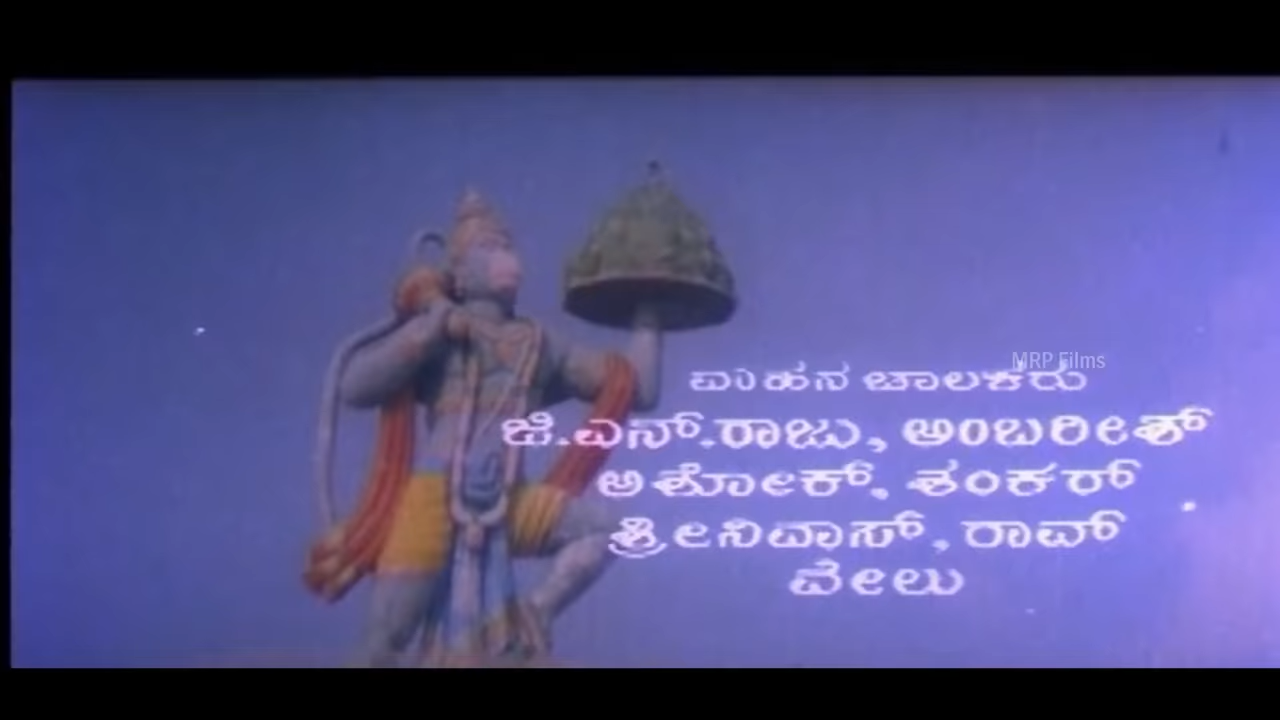 MRP Films
ವಾಹನ ಚಾಲಕರು
ಜಿ.ಎನ್.ರಾಜು, ಅಂಬರೀಶ್
ಅಶೋಕ್, ಶಂಕರ್
ಶ್ರೀನಿವಾಸ್, ರಾವ್
ವೇಲು